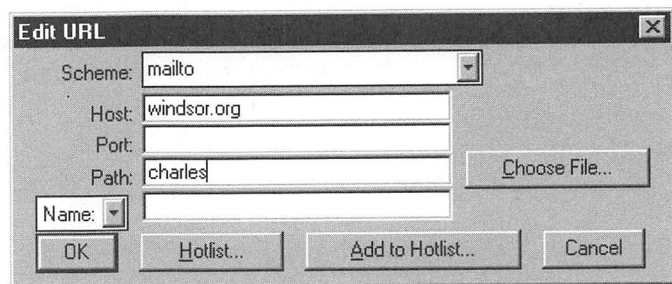 Edit URL
Scheme: mailto
Host: windsor.org
Port:
Path: charles
Choose File...
Name:
OK Hotlist... Add to Hotlist... Cancel